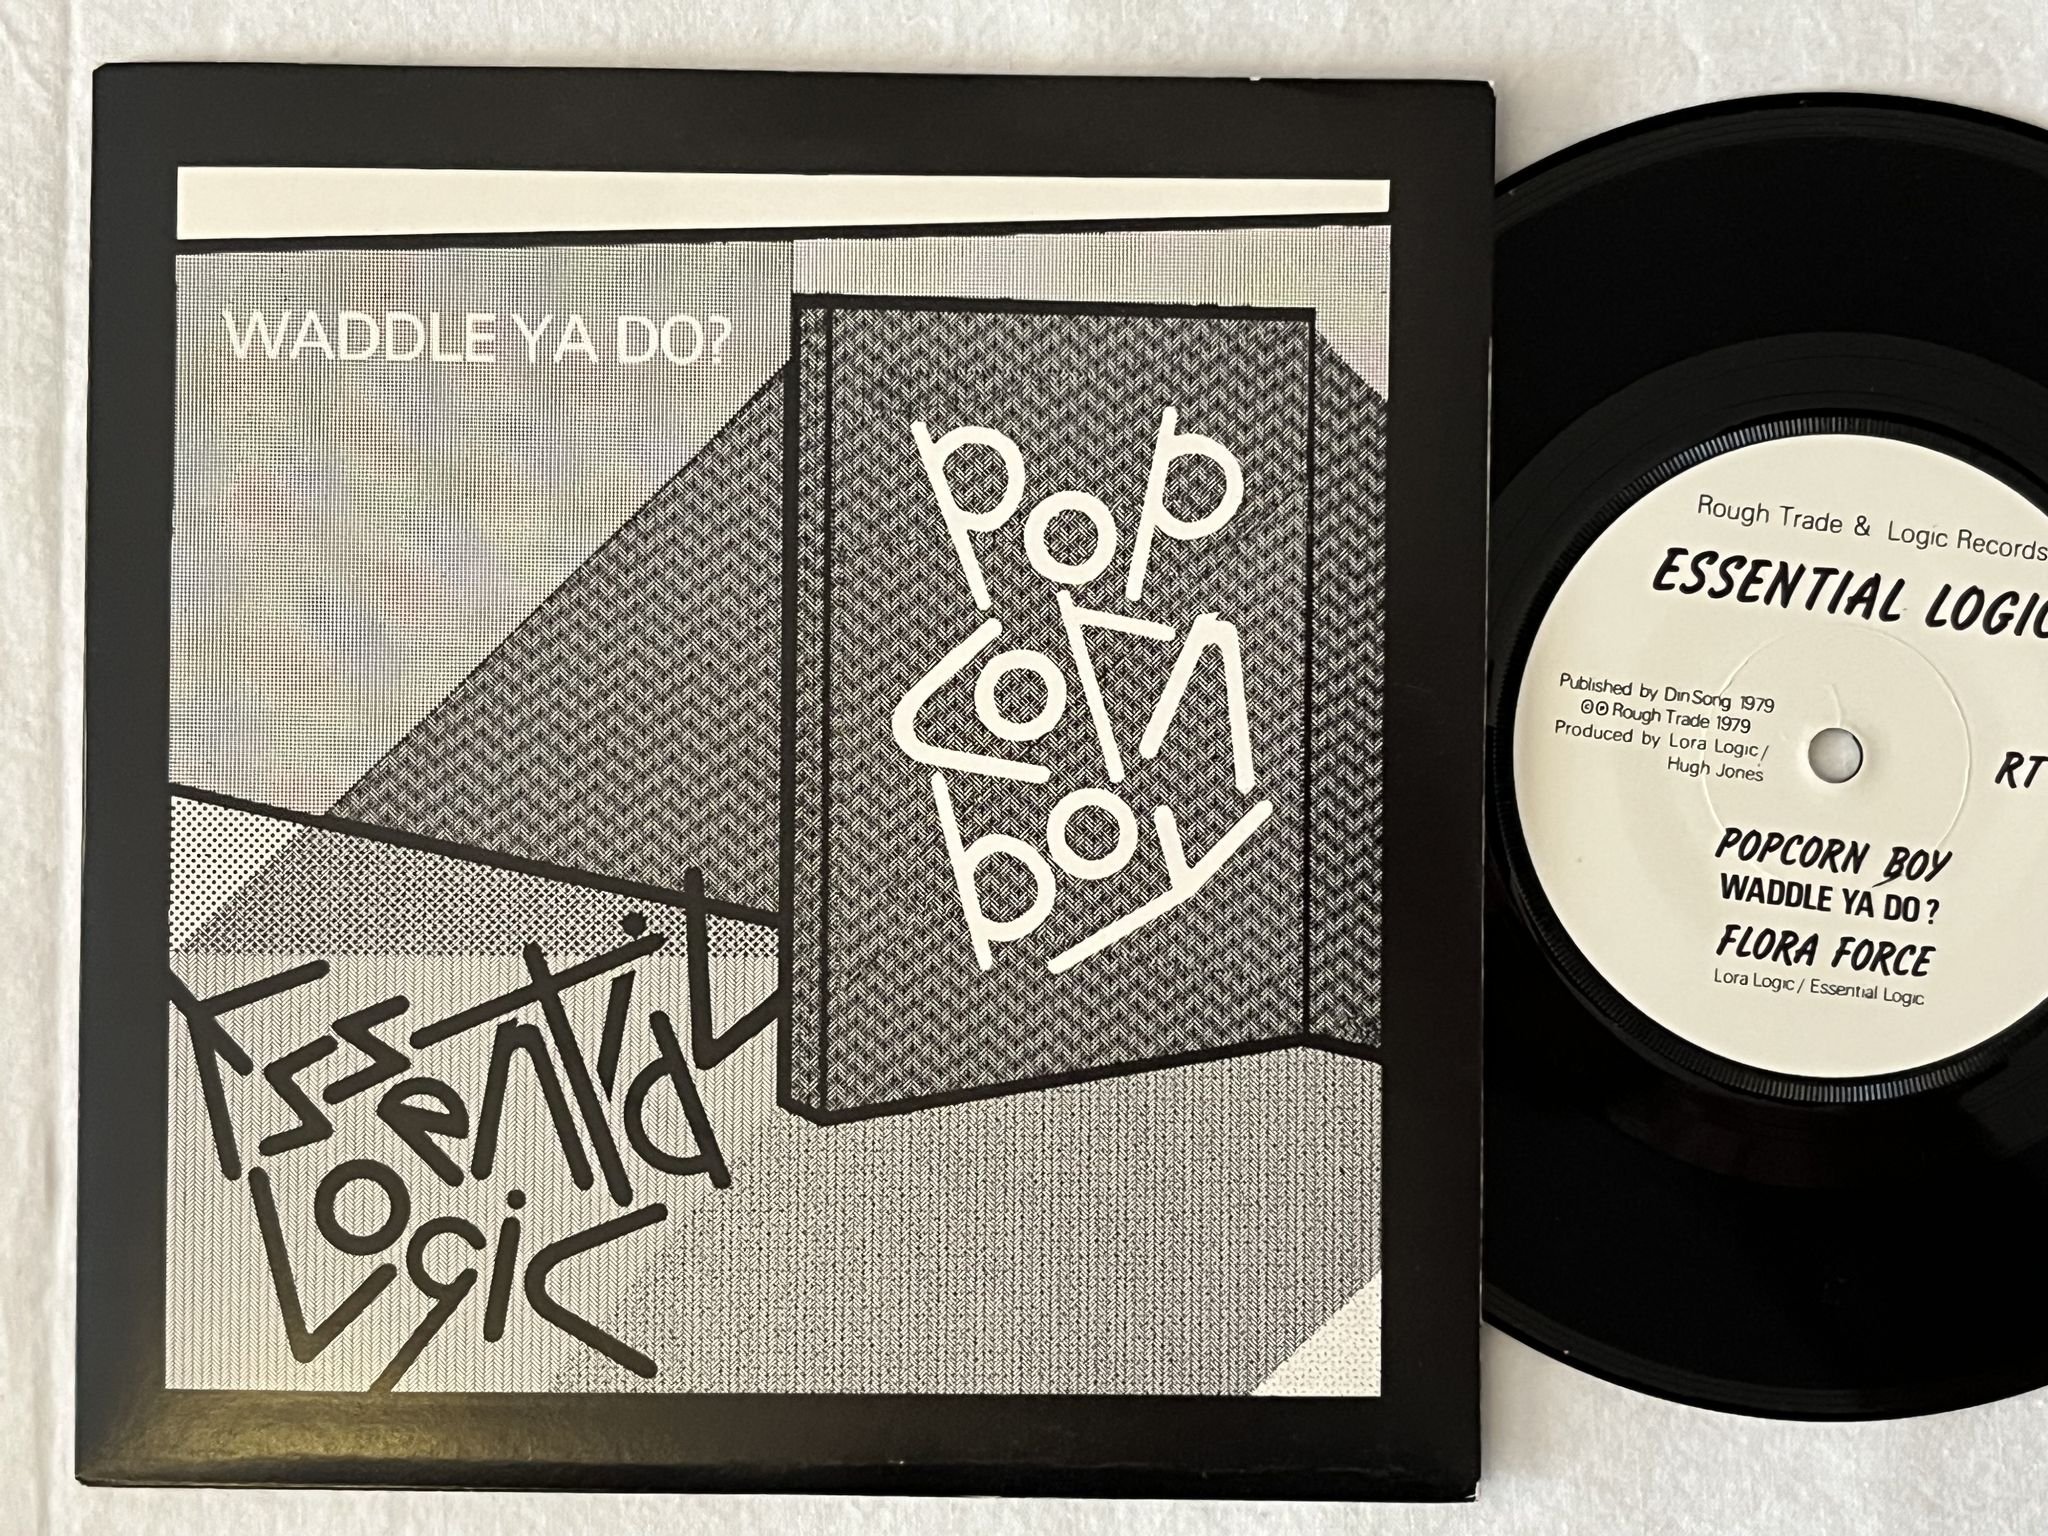 WADDLE YA DO?
pop
corn
boy
Essential
Logic
Rough Trade & Logic Records
ESSENTIAL LOGIC
Published by Din Song 1979
©℗ Rough Trade 1979
Produced by Lora Logic /
Hugh Jones
RT
POPCORN BOY
WADDLE YA DO?
FLORA FORCE
Lora Logic / Essential Logic